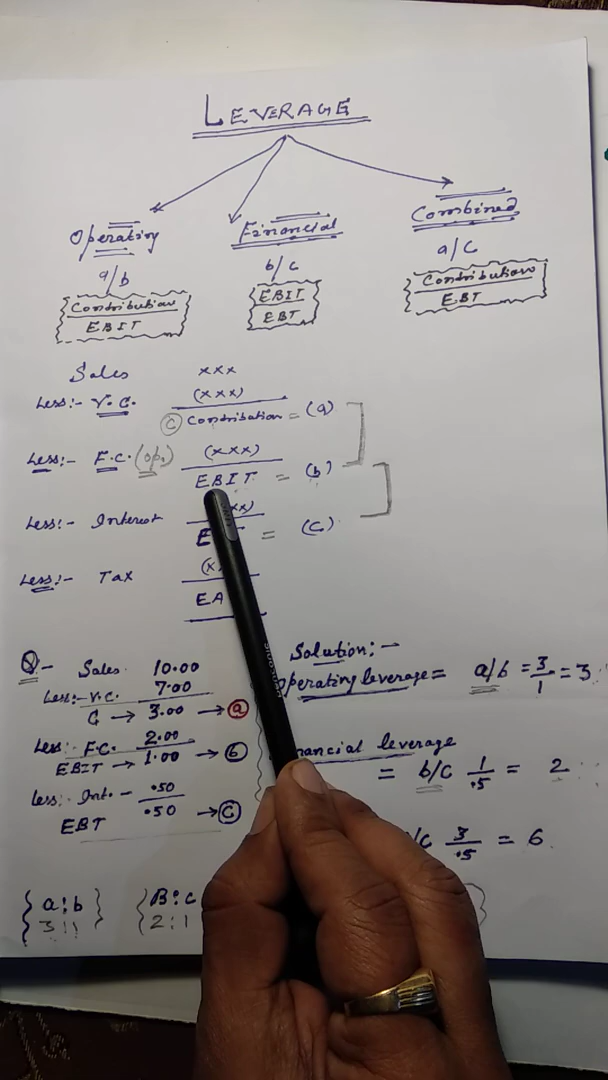 LEVERAGE
Operating Financial Combined
a/b b/c a/c
Contribution EBIT Contribution
EBIT EBT EBT
Sales xxx
Less:- V.C. (xxx)
(C) Contribution = (a)
Less:- F.C. (op.) (xxx)
EBIT = (b)
Less:- Interest
= (c)
Less:- Tax
Q- Sales 10.00
Less:- V.C. 7.00
C → 3.00 → (a)
Less:- F.C. 2.00
EBIT → 1.00 →
Less:- Int. - .50
EBT .50 → (C)
Solution:-
Operating leverage = a/b = 3/1 = 3
leverage
= b/c 1/.5 = 2
3/.5 = 6
{ a:b } { B:c
3:1 2:1